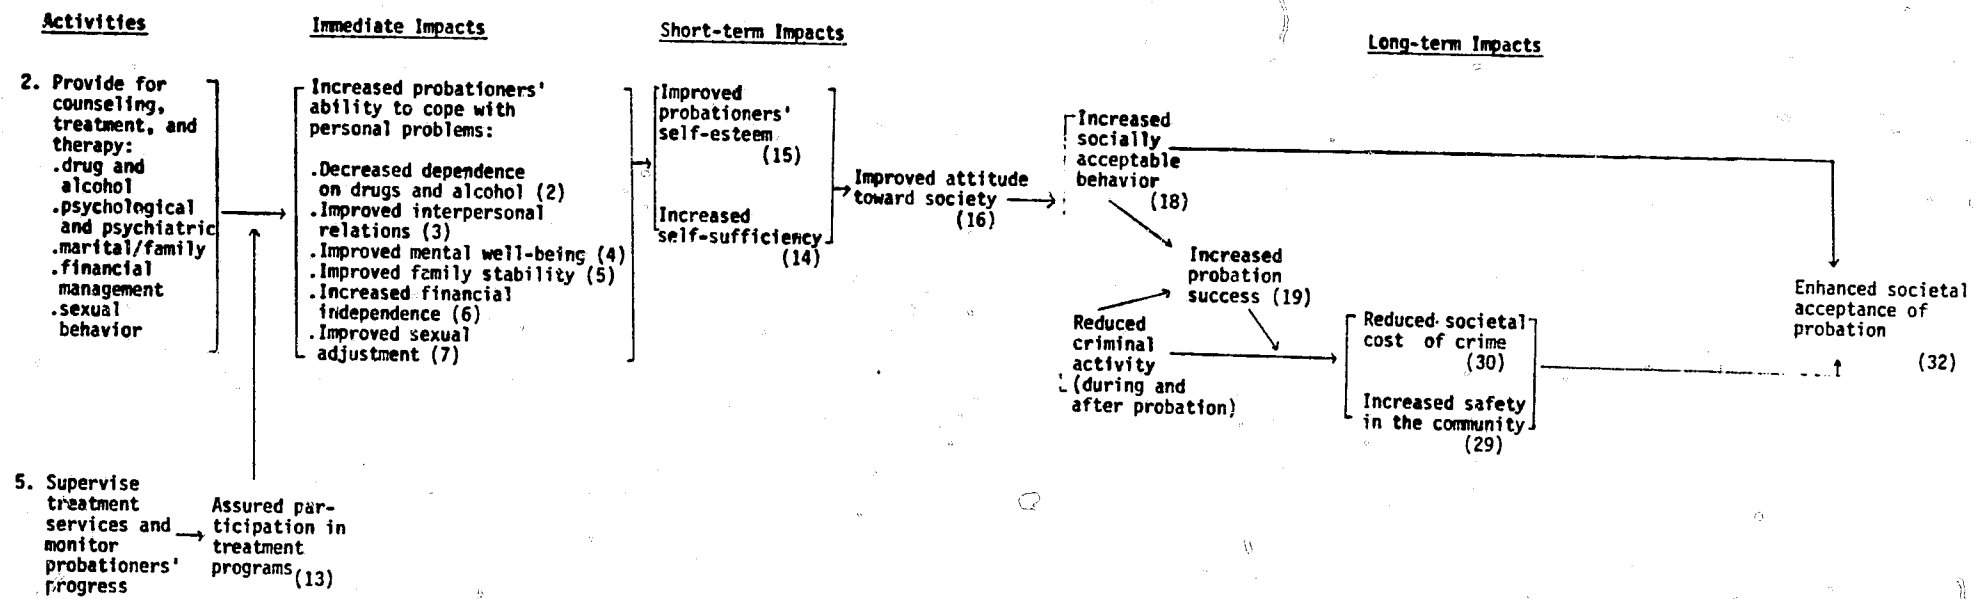 Activities
Immediate Impacts
Short-term Impacts
Long-term Impacts
2. Provide for
counseling,
treatment, and
therapy:
.drug and
alcohol
.psychological
and psychiatric
.marital/family
.financial
management
.sexual
behavior
Increased probationers'
ability to cope with
personal problems:
.Decreased dependence
on drugs and alcohol (2)
.Improved interpersonal
relations (3)
.Improved mental well-being (4)
.Improved family stability (5)
.Increased financial
independence (6)
.Improved sexual
adjustment (7)
Improved
probationers'
self-esteem
(15)
Increased
self-sufficiency
(14)
Improved attitude
toward society
(16)
Increased
socially
acceptable
behavior
(18)
Increased
probation
success (19)
Reduced
criminal
activity
(during and
after probation)
Reduced societal
cost of crime
(30)
Increased safety
in the community
(29)
Enhanced societal
acceptance of
probation
(32)
5. Supervise
treatment
services and
monitor
probationers'
progress
Assured par-
ticipation in
treatment
programs
(13)